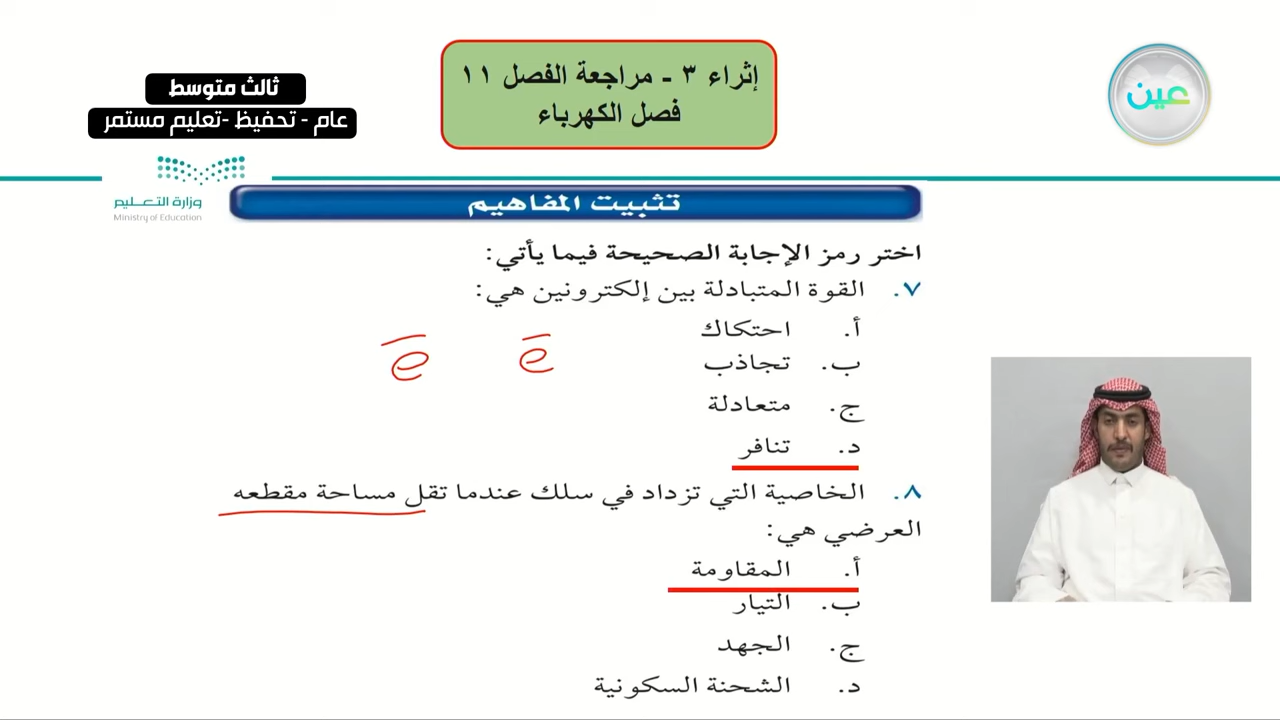 إثراء ٣ - مراجعة الفصل ١١
فصل الكهرباء
عين
ثالث متوسط
عام - تحفيظ -تعليم مستمر
وزارة التعـــليم
Ministry of Education
تثبيت المفاهيم
اختر رمز الإجابة الصحيحة فيما يأتي:
٧. القوة المتبادلة بين إلكترونين هي:
أ. احتكاك
ب. تجاذب
ج. متعادلة
د. تنافر
e e
٨. الخاصية التي تزداد في سلك عندما تقل مساحة مقطعه
العرضي هي:
أ. المقاومة
ب. التيار
ج. الجهد
د. الشحنة السكونية